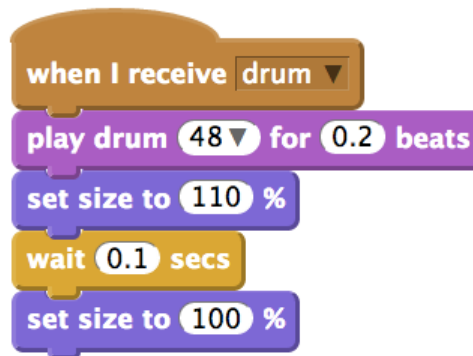 when I receive drum
play drum 48 for 0.2 beats
set size to 110 %
wait 0.1 secs
set size to 100 %